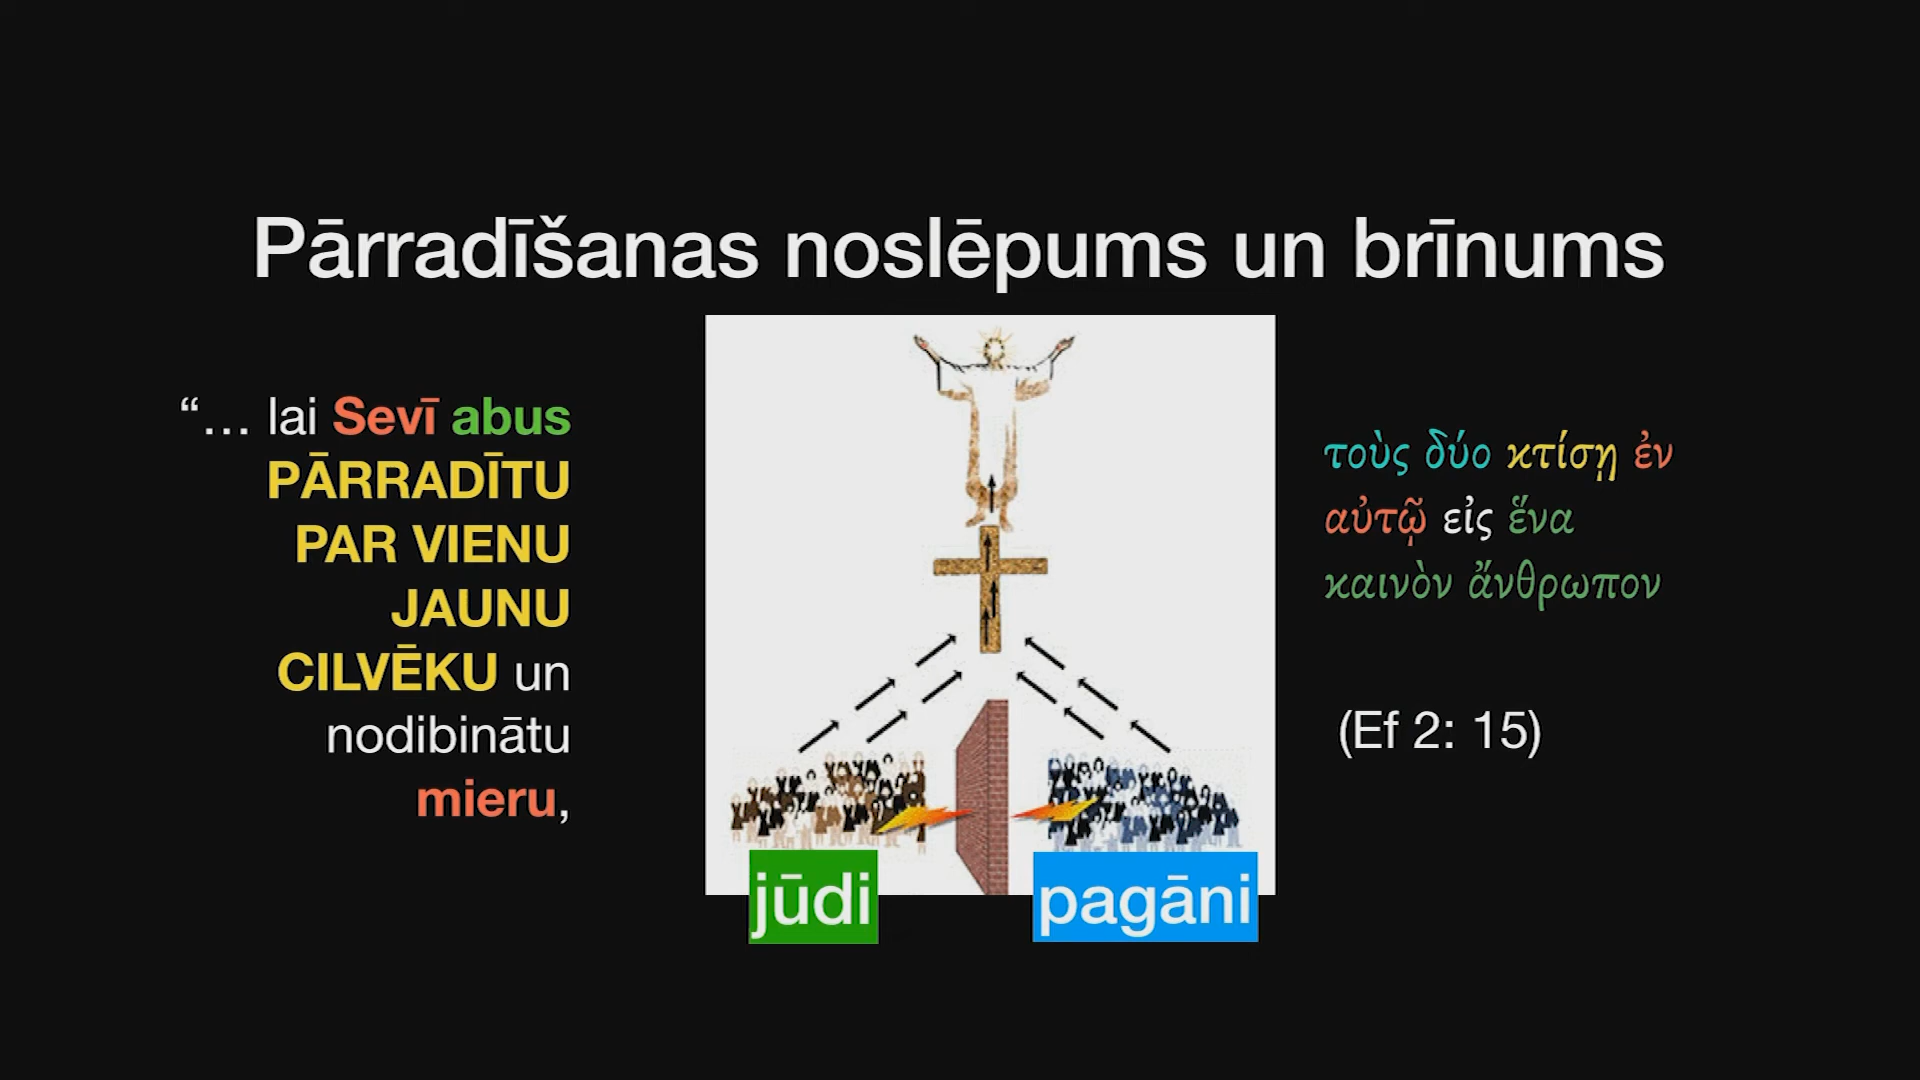 Pārradīšanas noslēpums un brīnums
“… lai Sevī abus
PĀRRADĪTU
PAR VIENU
JAUNU
CILVĒKU un
nodibinātu
mieru,
τοὺς δύο κτίσῃ ἐν
αὐτῷ εἰς ἕνα
καινὸν ἄνθρωπον
(Ef 2: 15)
jūdi
pagāni